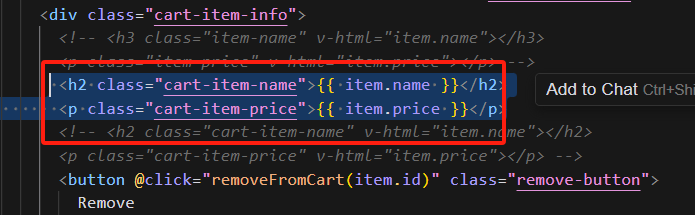 <div class="cart-item-info">
<!-- <h3 class="item-name" v-html="item.name"></h3>
<p class="item-price" v-html="item.price"></p> -->
<h2 class="cart-item-name">{{ item.name }}</h2>
<p class="cart-item-price">{{ item.price }}</p>
<!-- <h2 class="cart-item-name" v-html="item.name"></h2>
<p class="cart-item-price" v-html="item.price"></p> -->
<button @click="removeFromCart(item.id)" class="remove-button">
Remove
Add to Chat Ctrl+Shi